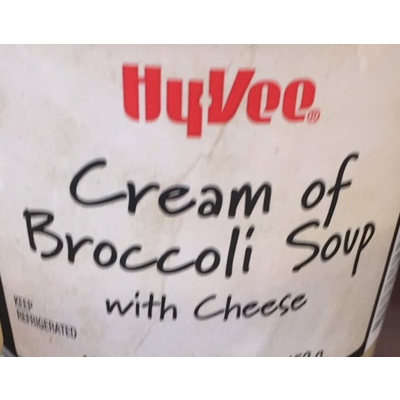 HyVee®
Cream of
Broccoli Soup
with Cheese
KEEP
REFRIGERATED